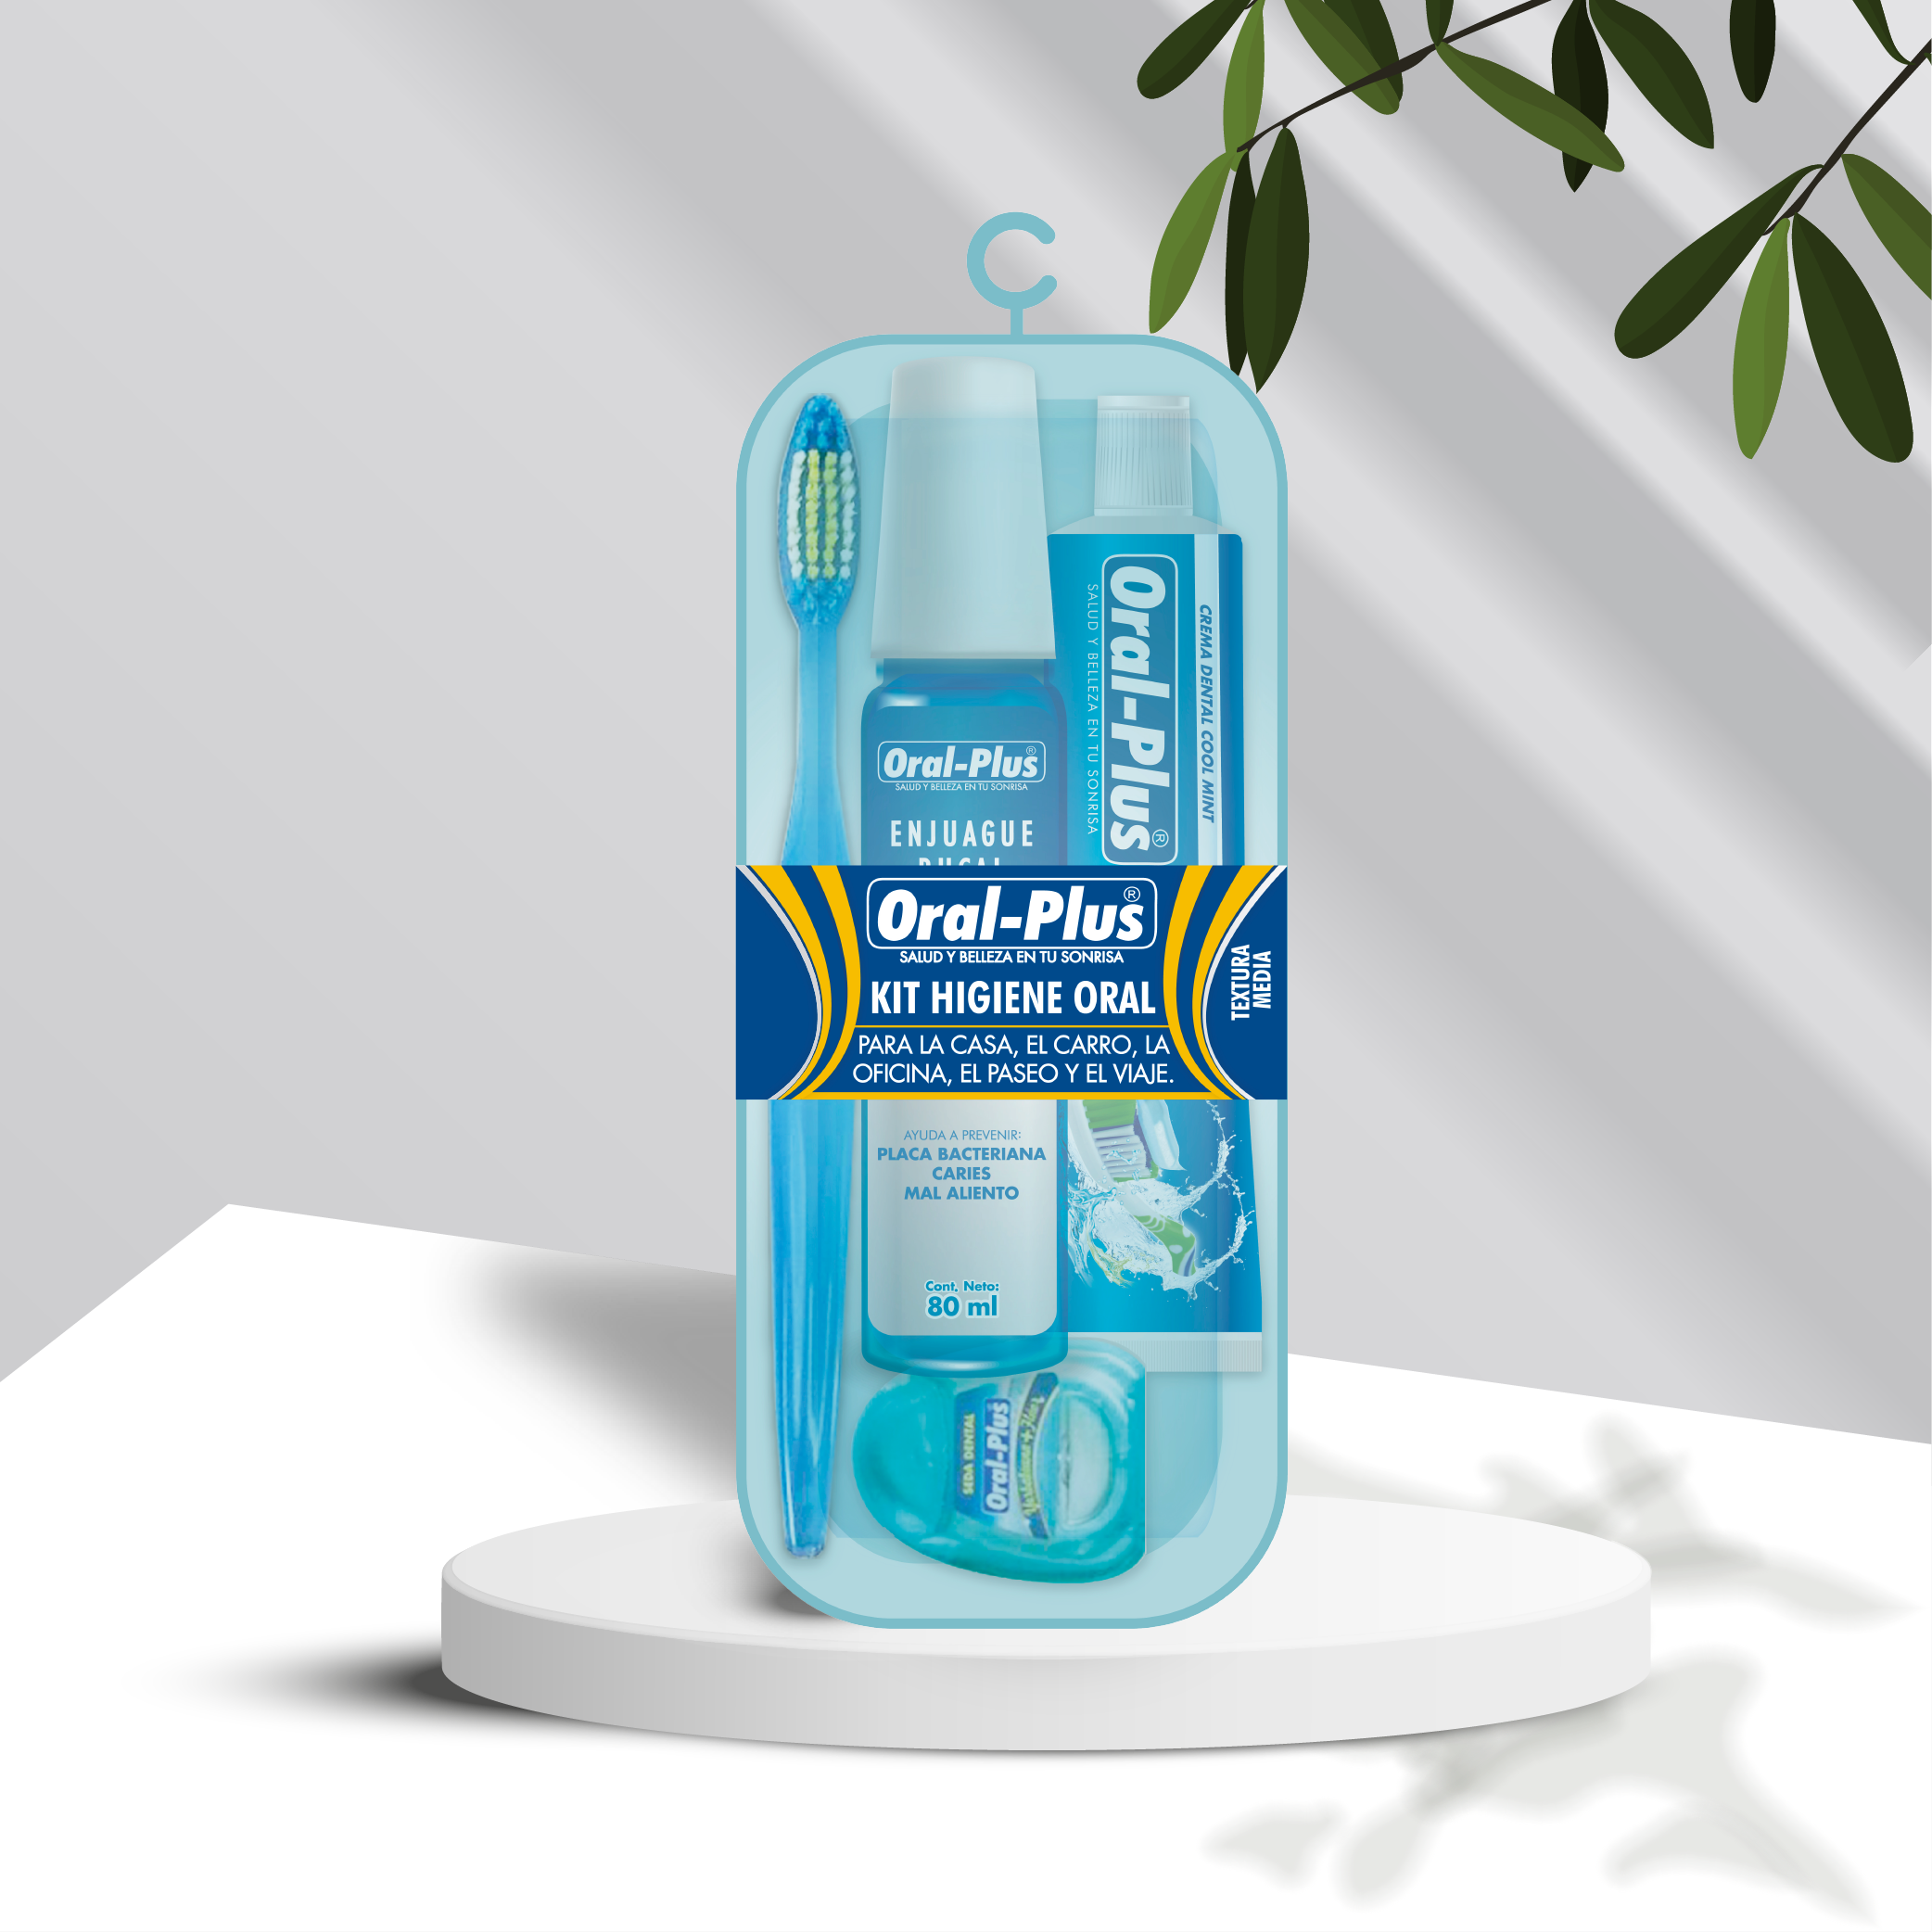 Oral-Plus®
SALUD Y BELLEZA EN TU SONRISA
ENJUAGUE
BUCAL
Oral-Plus®
SALUD Y BELLEZA EN TU SONRISA
CREMA DENTAL COOL MINT
Oral-Plus®
SALUD Y BELLEZA EN TU SONRISA
KIT HIGIENE ORAL
PARA LA CASA, EL CARRO, LA
OFICINA, EL PASEO Y EL VIAJE.
TEXTURA
MEDIA
AYUDA A PREVENIR:
PLACA BACTERIANA
CARIES
MAL ALIENTO
Cont. Neto:
80 ml
SEDA DENTAL
Oral-Plus